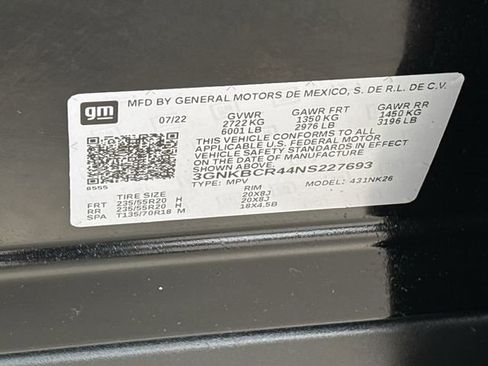 gm
MFD BY GENERAL MOTORS DE MEXICO, S. DE R.L. DE C.V.
07/22 GVWR GAWR FRT GAWR RR
2722 KG 1350 KG 1450 KG
6001 LB 2976 LB 3196 LB
THIS VEHICLE CONFORMS TO ALL
APPLICABLE U.S. FEDERAL MOTOR
VEHICLE SAFETY STANDARDS IN EFFECT
ON THE DATE OF MANUFACTURE
SHOWN ABOVE.
3GNKBCR44NS227693
TYPE: MPV MODEL: 431NK26
TIRE SIZE RIM
FRT 235/55R20 H 20X8J
RR 235/55R20 H 20X8J
SPA T135/70R18 M 18X4.5B